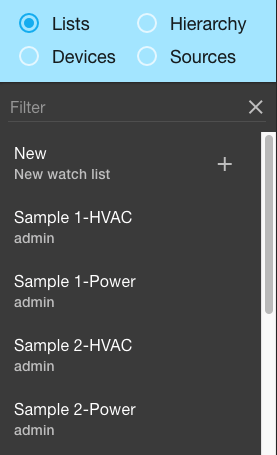 Lists Hierarchy
Devices Sources
Filter
New
New watch list
Sample 1-HVAC
admin
Sample 1-Power
admin
Sample 2-HVAC
admin
Sample 2-Power
admin